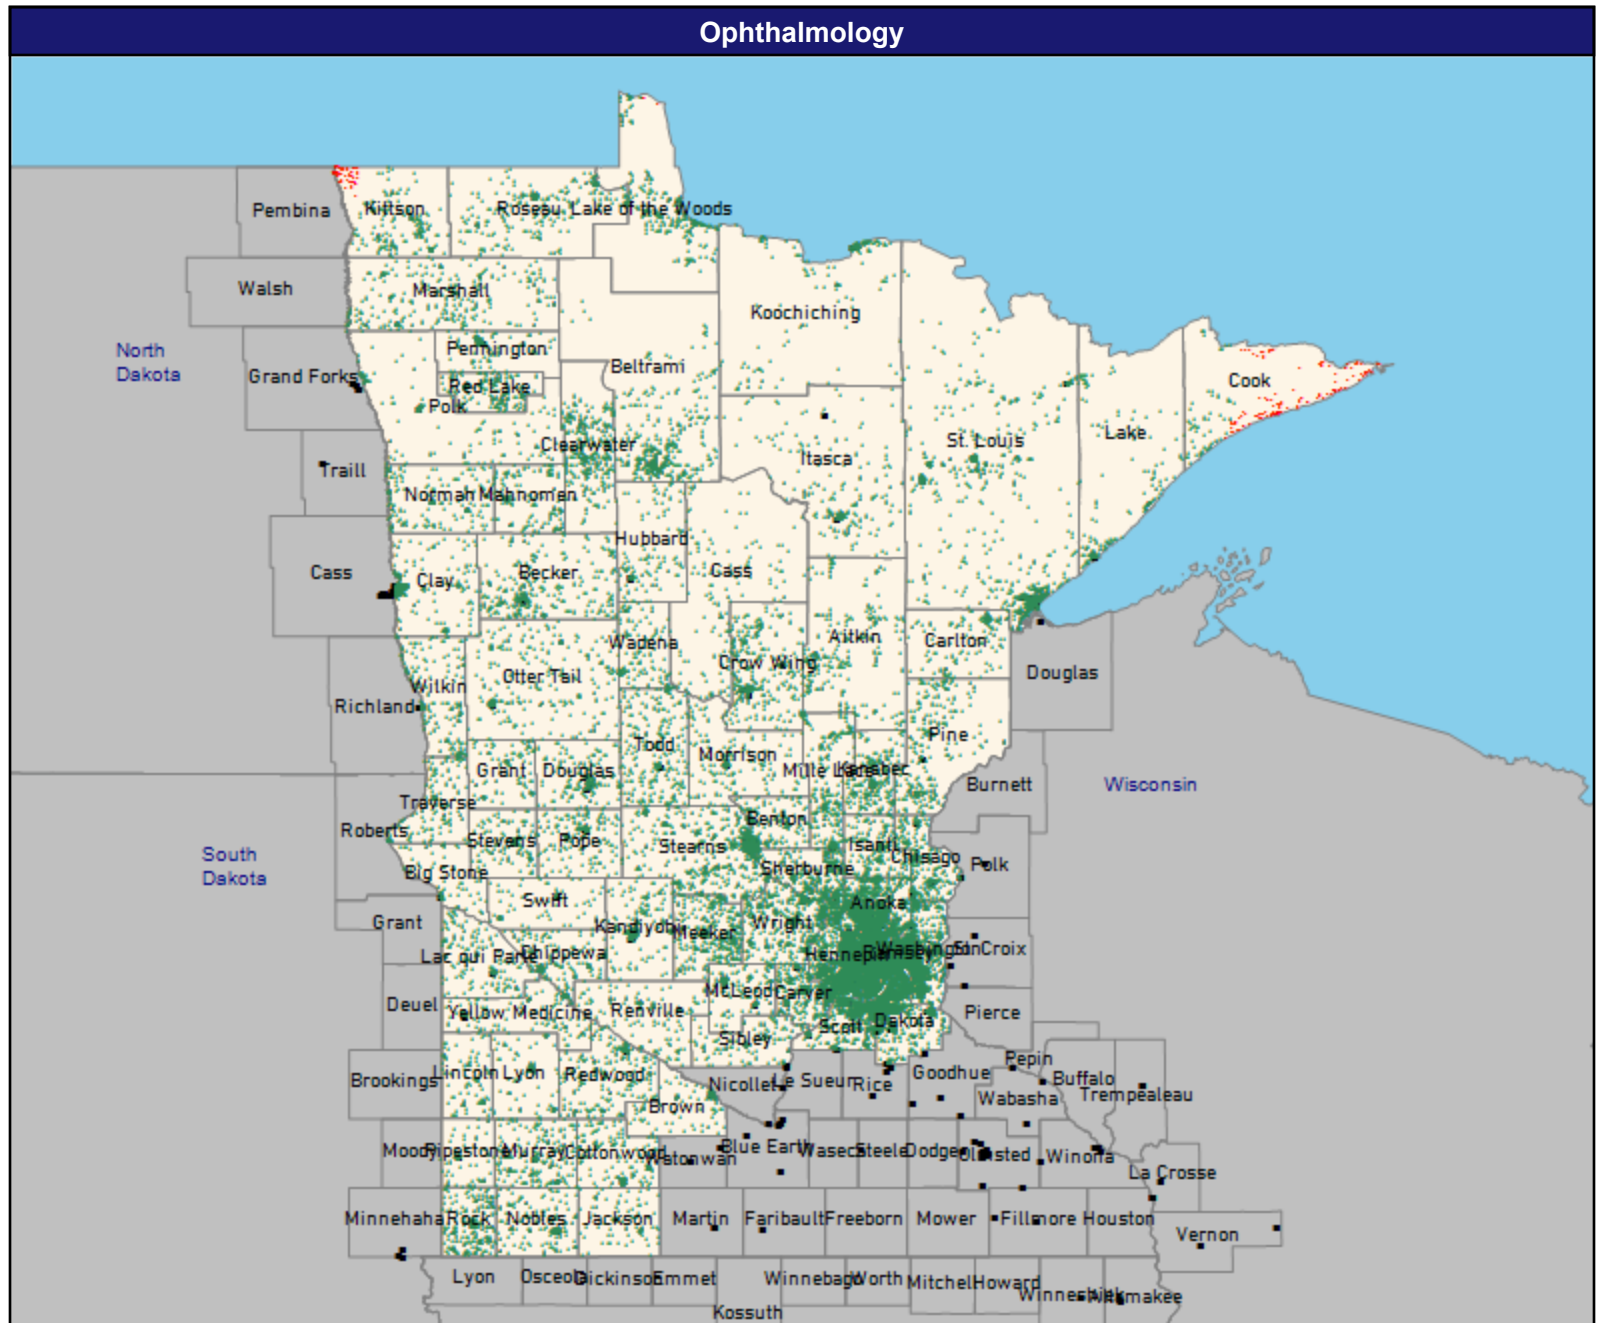 Ophthalmology
Pembina
Kittson
Roseau
Lake of the Woods
Walsh
Marshall
Koochiching
North
Dakota
Pennington
Grand Forks
Red Lake
Beltrami
Cook
Polk
Clearwater
St. Louis
Lake
Traill
Itasca
Norman
Mahnomen
Hubbard
Cass
Clay
Becker
Cass
Wadena
Crow Wing
Aitkin
Carlton
Douglas
Wilkin
Otter Tail
Richland
Todd
Morrison
Pine
Grant
Douglas
Mille Lacs
Kanabec
Burnett
Wisconsin
Traverse
Roberts
Stevens
Pope
Stearns
Benton
Isanti
Chisago
South
Dakota
Big Stone
Sherburne
Polk
Swift
Anoka
Grant
Kandiyohi
Meeker
Wright
Lac qui Parle
Chippewa
Hennepin
Ramsey
Washington
St. Croix
Deuel
Yellow Medicine
Renville
McLeod
Carver
Pierce
Sibley
Scott
Dakota
Brookings
Lincoln
Lyon
Redwood
Nicollet
Le Sueur
Rice
Goodhue
Pepin
Buffalo
Brown
Wabasha
Trempealeau
Moody
Pipestone
Murray
Cottonwood
Watonwan
Blue Earth
Waseca
Steele
Dodge
Olmsted
Winona
La Crosse
Minnehaha
Rock
Nobles
Jackson
Martin
Faribault
Freeborn
Mower
Fillmore
Houston
Vernon
Lyon
Osceola
Dickinson
Emmet
Winnebago
Worth
Mitchell
Howard
Winneshiek
Allamakee
Kossuth